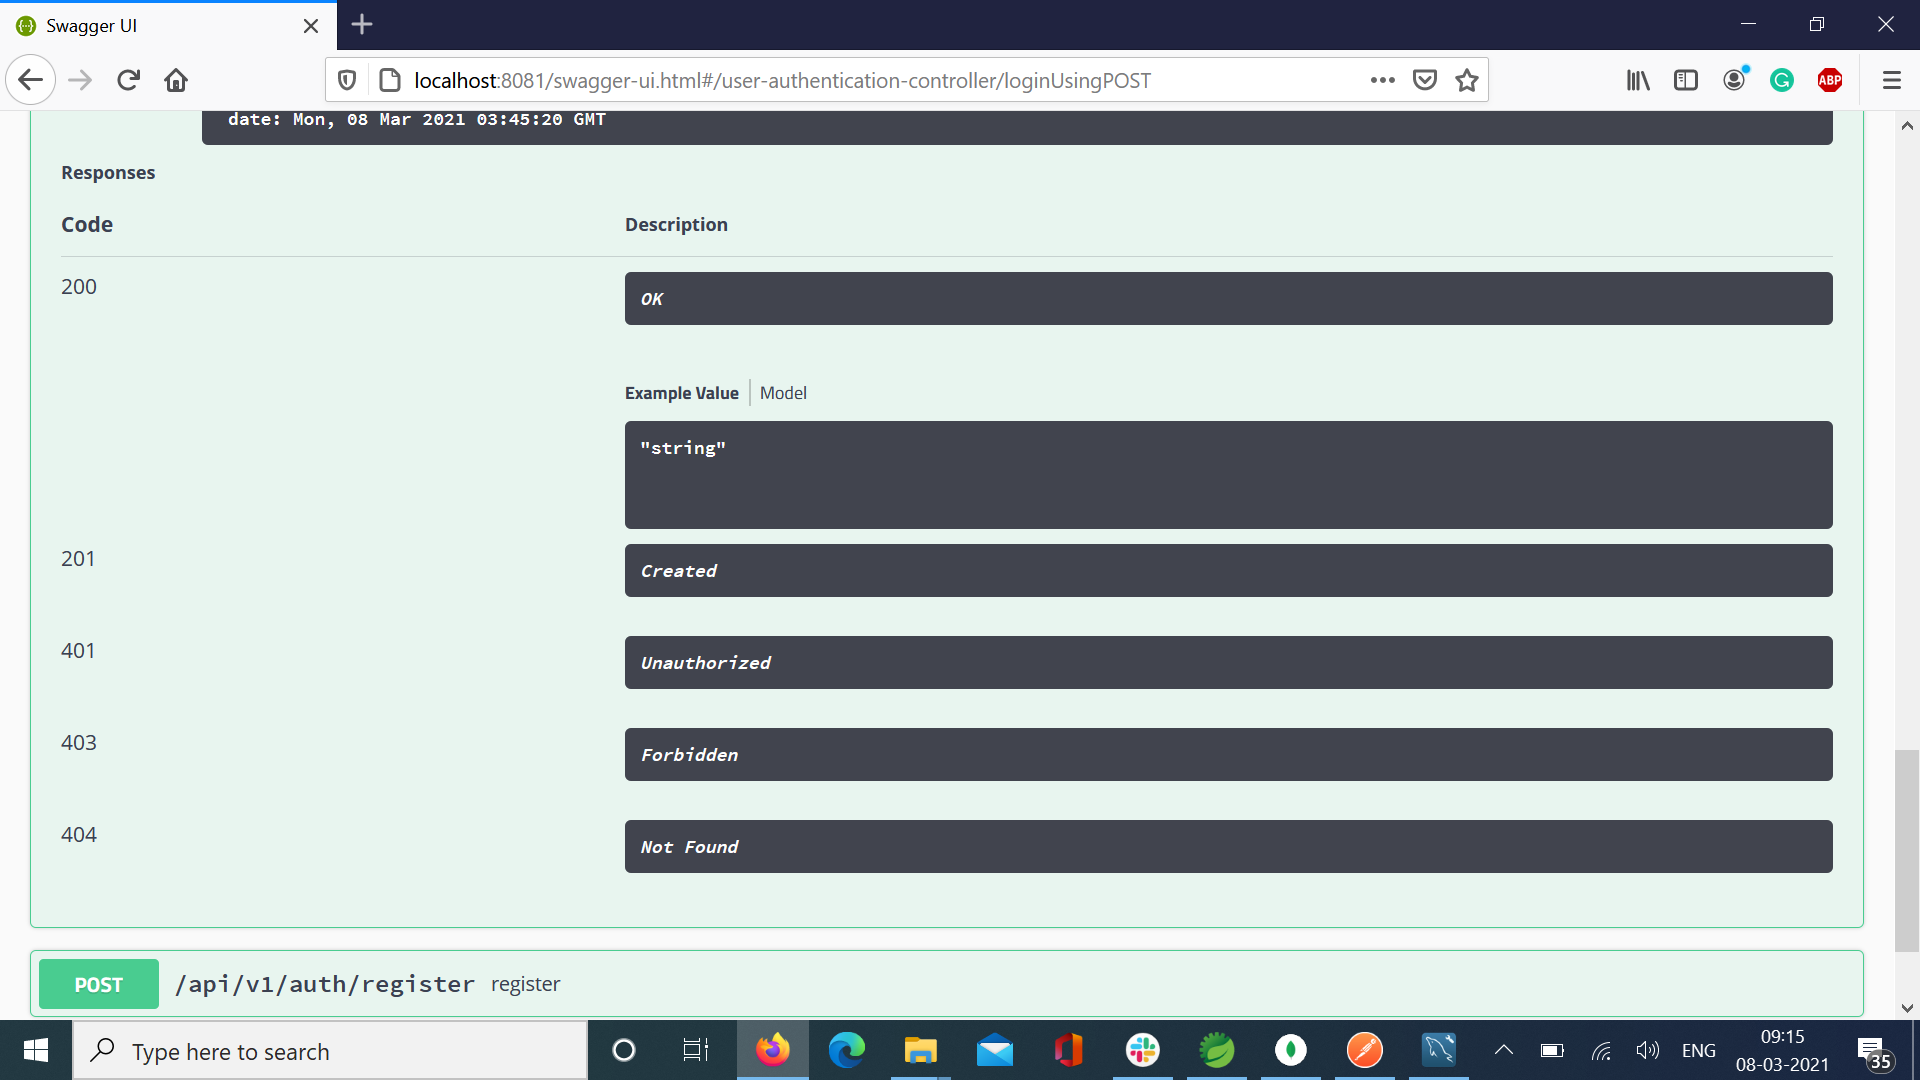 Swagger UI
localhost:8081/swagger-ui.html#/user-authentication-controller/loginUsingPOST
ABP
date: Mon, 08 Mar 2021 03:45:20 GMT
Responses
Code Description
200 OK
Example Value Model
"string"
201 Created
401 Unauthorized
403 Forbidden
404 Not Found
POST /api/v1/auth/register register
Type here to search
ENG
09:15
08-03-2021
35